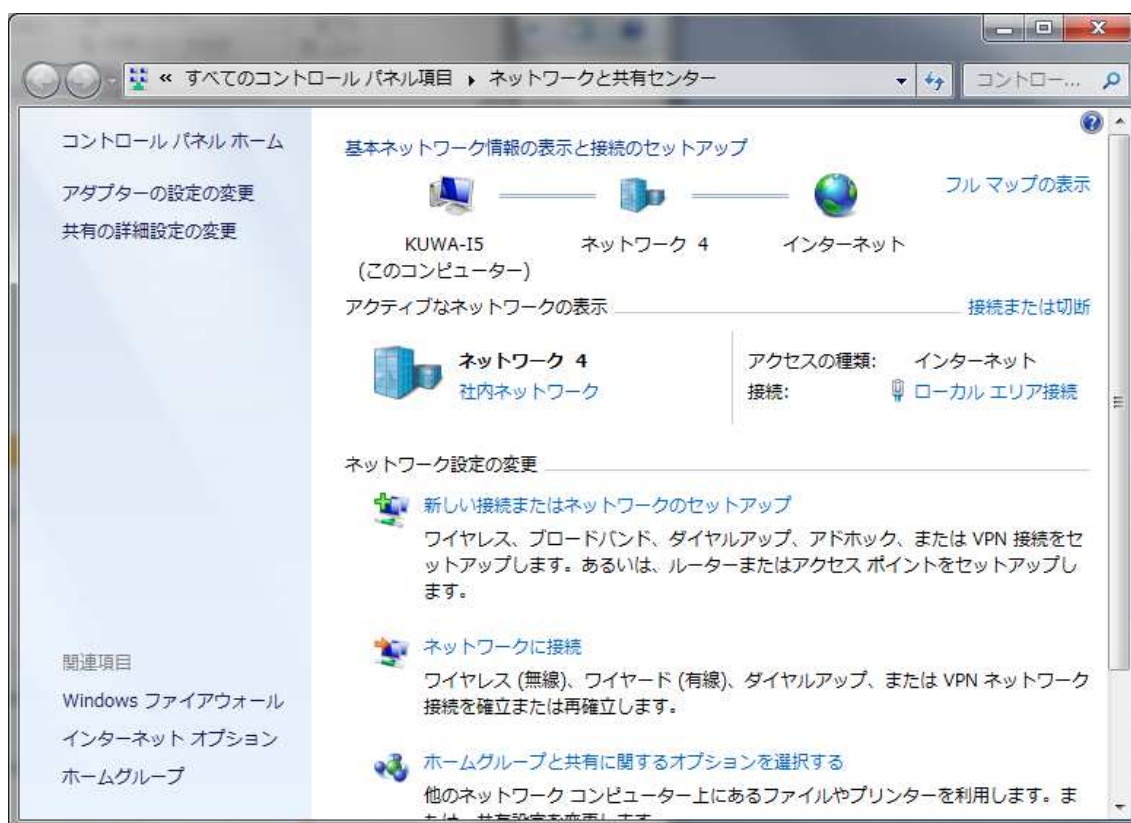 « すべてのコントロール パネル項目 ▸ ネットワークと共有センター
コントロー...
コントロール パネル ホーム
アダプターの設定の変更
共有の詳細設定の変更
基本ネットワーク情報の表示と接続のセットアップ
フル マップの表示
KUWA-I5
(このコンピューター)
ネットワーク 4
インターネット
アクティブなネットワークの表示
接続または切断
ネットワーク 4
社内ネットワーク
アクセスの種類: インターネット
接続: ローカル エリア接続
ネットワーク設定の変更
新しい接続またはネットワークのセットアップ
ワイヤレス、ブロードバンド、ダイヤルアップ、アドホック、または VPN 接続をセ
ットアップします。あるいは、ルーターまたはアクセス ポイントをセットアップし
ます。
ネットワークに接続
ワイヤレス (無線)、ワイヤード (有線)、ダイヤルアップ、または VPN ネットワーク
接続を確立または再確立します。
ホームグループと共有に関するオプションを選択する
他のネットワーク コンピューター上にあるファイルやプリンターを利用します。ま
たは、共有設定を変更します。
関連項目
Windows ファイアウォール
インターネット オプション
ホームグループ